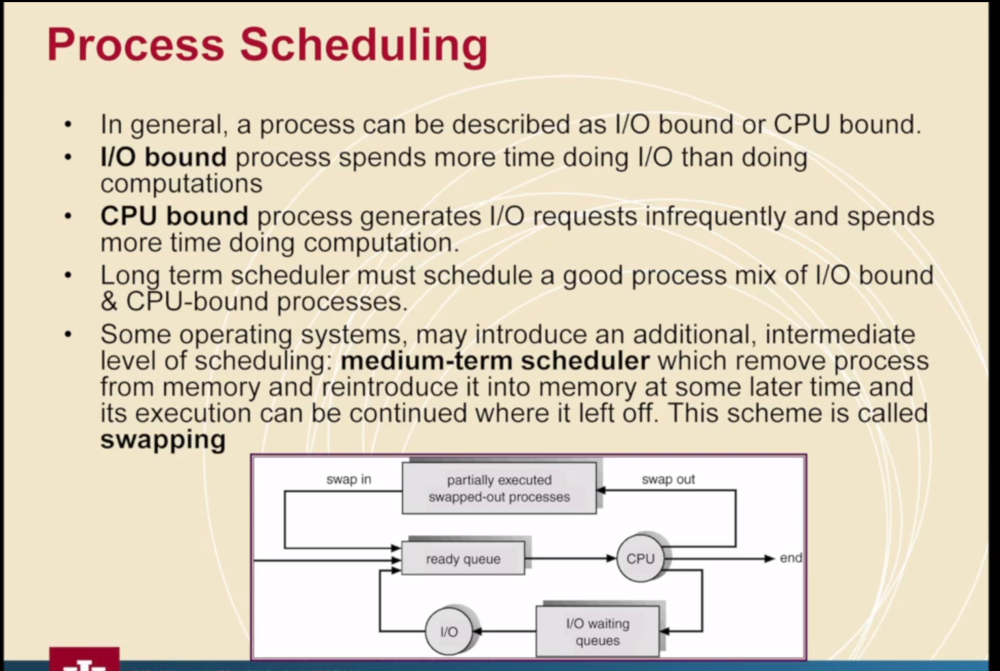 Process Scheduling
• In general, a process can be described as I/O bound or CPU bound.
• I/O bound process spends more time doing I/O than doing
computations
• CPU bound process generates I/O requests infrequently and spends
more time doing computation.
• Long term scheduler must schedule a good process mix of I/O bound
& CPU-bound processes.
• Some operating systems, may introduce an additional, intermediate
level of scheduling: medium-term scheduler which remove process
from memory and reintroduce it into memory at some later time and
its execution can be continued where it left off. This scheme is called
swapping
swap in
partially executed
swapped-out processes
swap out
ready queue
CPU
end
I/O
I/O waiting
queues